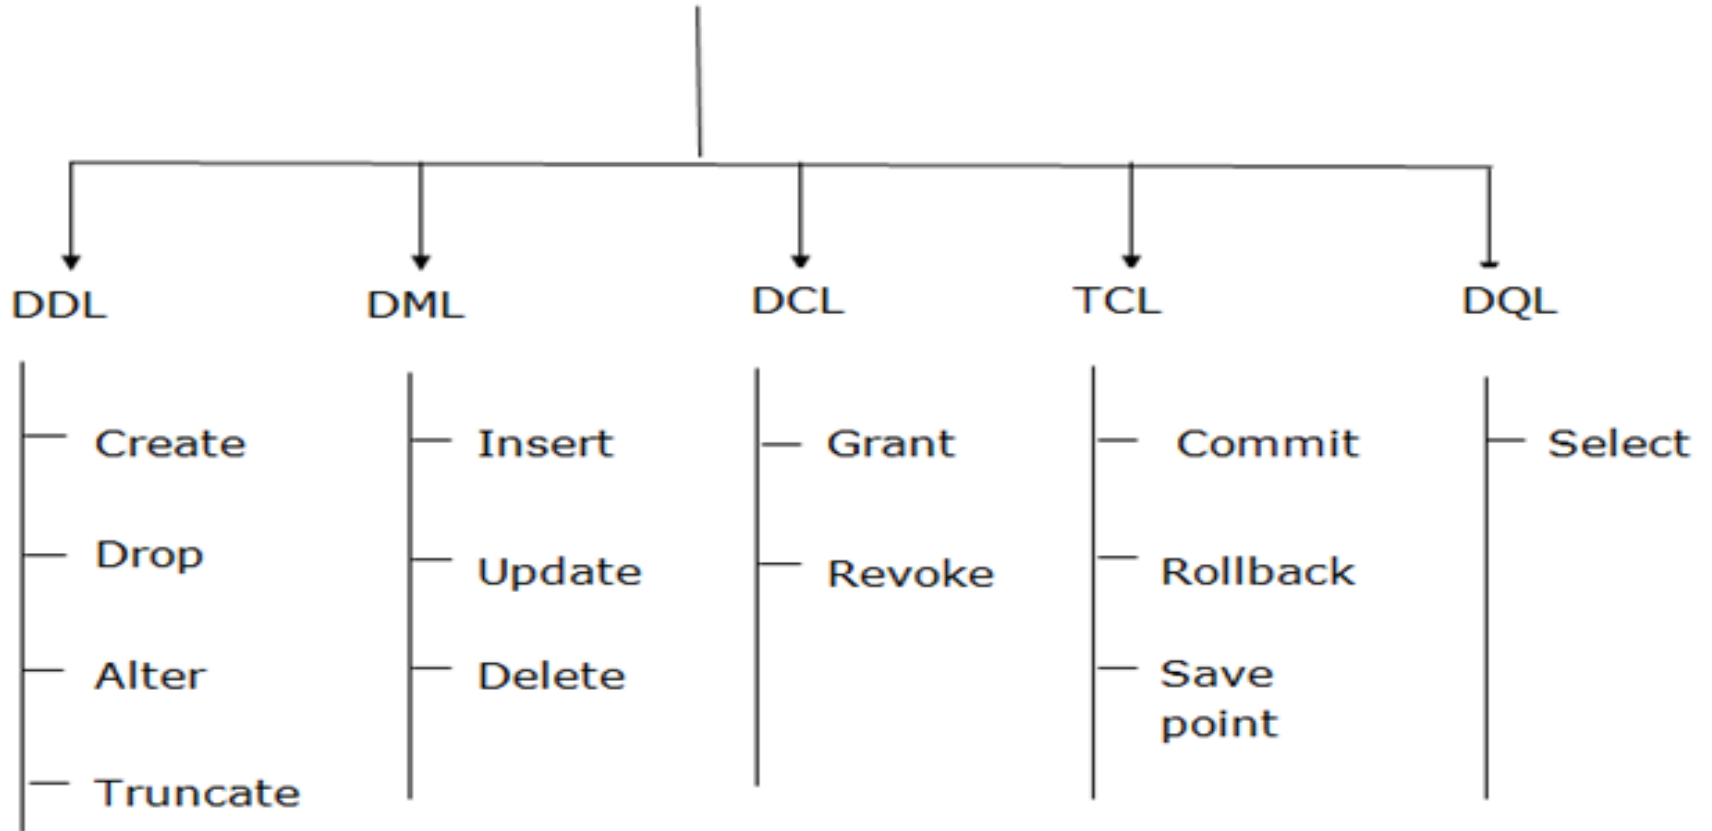 DDL DML DCL TCL DQL
Create Insert Grant Commit Select
Drop Update Revoke Rollback
Alter Delete Save
point
Truncate